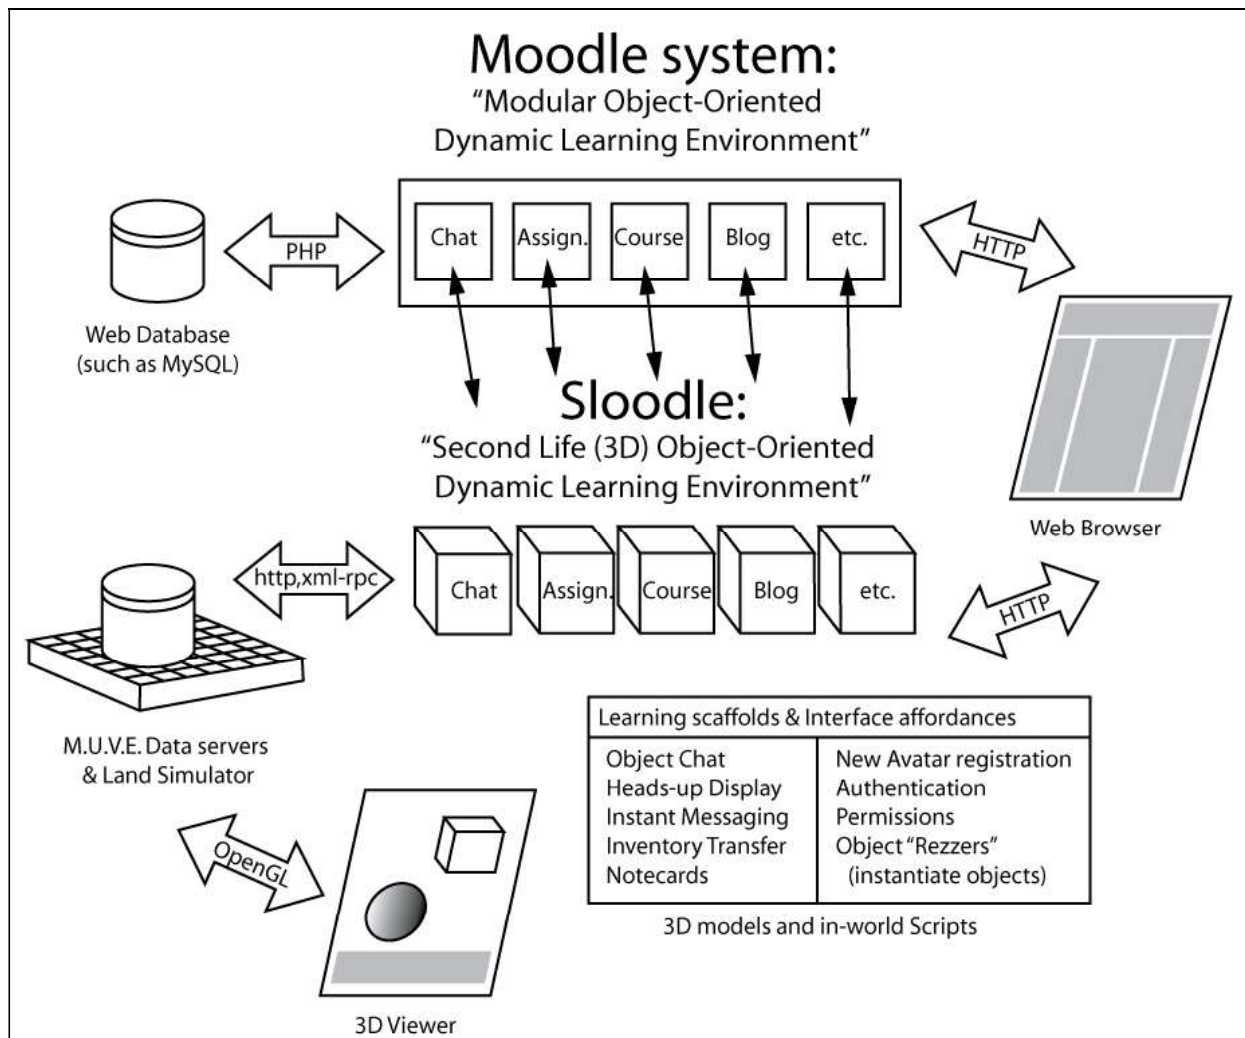 Moodle system:
“Modular Object-Oriented
Dynamic Learning Environment”
Chat
Assign.
Course
Blog
etc.
PHP
HTTP
Web Database
(such as MySQL)
Sloodle:
“Second Life (3D) Object-Oriented
Dynamic Learning Environment”
Web Browser
http,xml-rpc
Chat
Assign.
Course
Blog
etc.
HTTP
M.U.V.E. Data servers
& Land Simulator
Learning scaffolds & Interface affordances
Object Chat
Heads-up Display
Instant Messaging
Inventory Transfer
Notecards
New Avatar registration
Authentication
Permissions
Object “Rezzers”
(instantiate objects)
3D models and in-world Scripts
OpenGL
3D Viewer